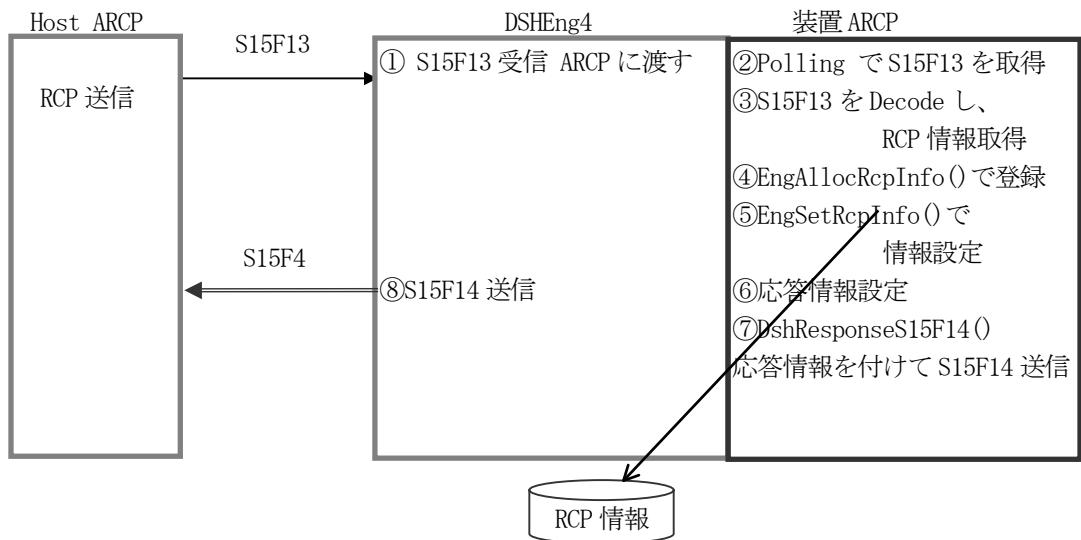 Host ARCP
DSHEng4
装置 ARCP
S15F13
RCP 送信
① S15F13 受信 ARCP に渡す
②Polling で S15F13 を取得
③S15F13 を Decode し、
RCP 情報取得
④EngAllocRcpInfo()で登録
⑤EngSetRcpInfo()で
情報設定
S15F4
⑧S15F14 送信
⑥応答情報設定
⑦DshResponseS15F14()
応答情報を付けて S15F14 送信
RCP 情報